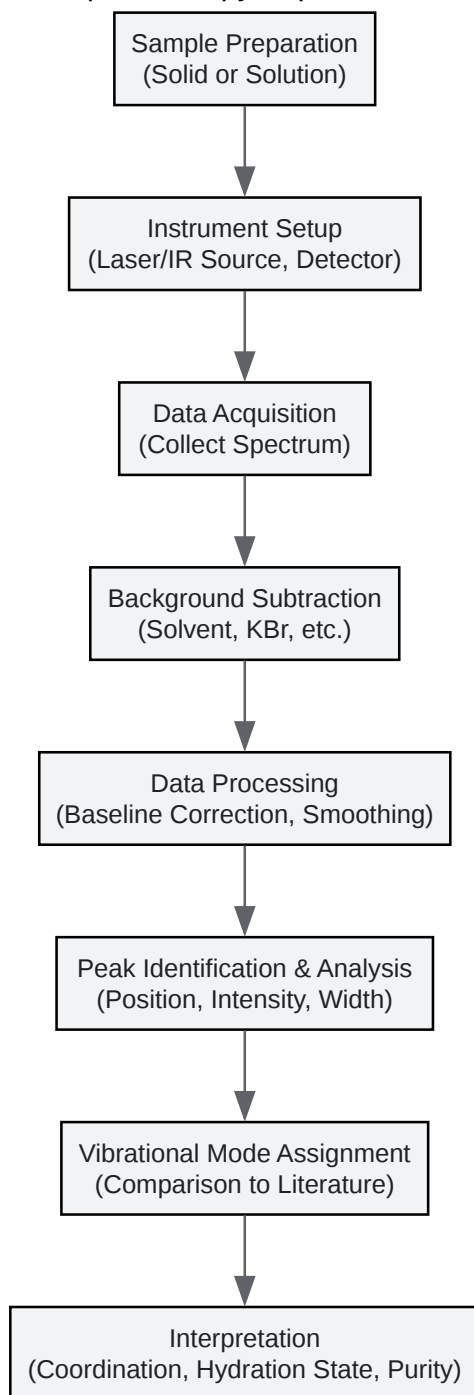 Sample Preparation
(Solid or Solution)
Instrument Setup
(Laser/IR Source, Detector)
Data Acquisition
(Collect Spectrum)
Background Subtraction
(Solvent, KBr, etc.)
Data Processing
(Baseline Correction, Smoothing)
Peak Identification & Analysis
(Position, Intensity, Width)
Vibrational Mode Assignment
(Comparison to Literature)
Interpretation
(Coordination, Hydration State, Purity)